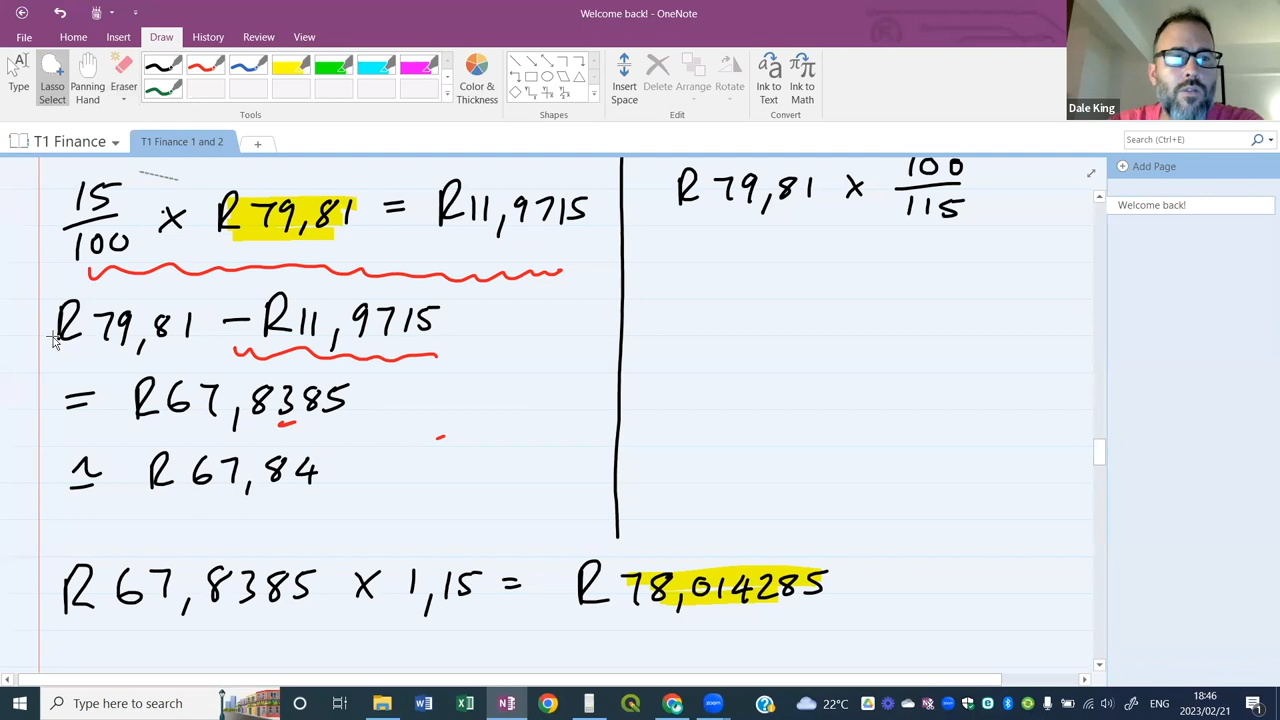 Welcome back! - OneNote
File Home Insert Draw History Review View
Type
Lasso Select
Panning Hand
Eraser
Color & Thickness
Insert Space
Delete
Arrange
Rotate
Ink to Text
Ink to Math
Tools
Shapes
Edit
Convert
Dale King
T1 Finance
T1 Finance 1 and 2
Search (Ctrl+E)
Add Page
Welcome back!
15/100 × R79,81 = R11,9715
R79,81 – R11,9715
= R67,8385
≃ R67,84
R79,81 × 100/115
R67,8385 × 1,15 = R78,014285
Type here to search
22°C
ENG
18:46
2023/02/21